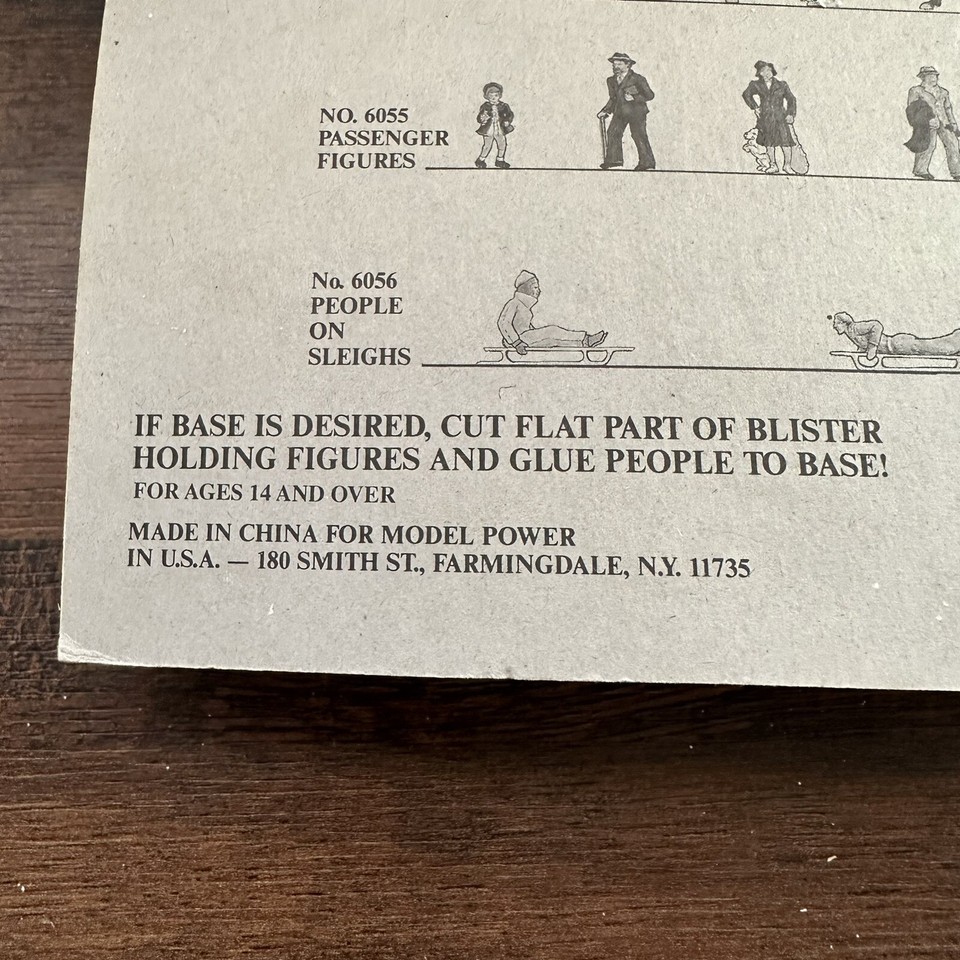 NO. 6055
PASSENGER
FIGURES
No. 6056
PEOPLE
ON
SLEIGHS
IF BASE IS DESIRED, CUT FLAT PART OF BLISTER
HOLDING FIGURES AND GLUE PEOPLE TO BASE!
FOR AGES 14 AND OVER
MADE IN CHINA FOR MODEL POWER
IN U.S.A. — 180 SMITH ST., FARMINGDALE, N.Y. 11735